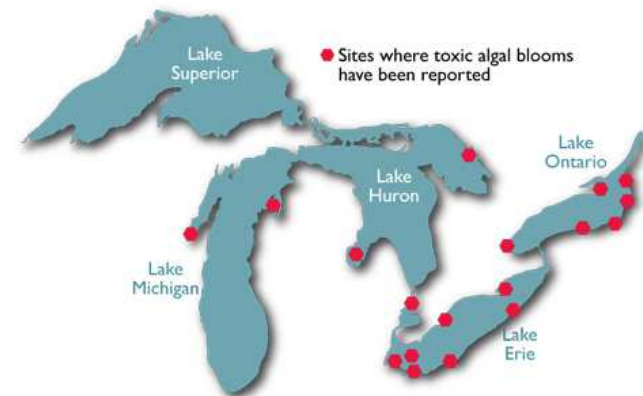 Lake
Superior
Sites where toxic algal blooms
have been reported
Lake
Ontario
Lake
Huron
Lake
Michigan
Lake
Erie